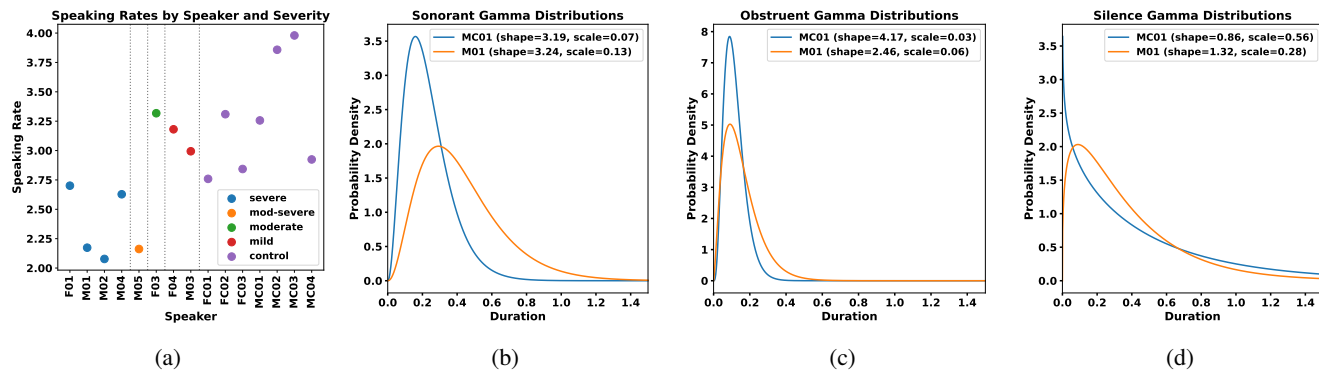 Speaking Rates by Speaker and Severity
4.00
3.75
3.50
3.25
3.00
2.75
2.50
2.25
2.00
Speaking Rate
severe
mod-severe
moderate
mild
control
F01
M01
M02
M04
M05
F03
F04
M03
FC01
FC02
FC03
MC01
MC02
MC03
MC04
Speaker
(a)
Sonorant Gamma Distributions
MC01 (shape=3.19, scale=0.07)
M01 (shape=3.24, scale=0.13)
3.5
3.0
2.5
2.0
1.5
1.0
0.5
0.0
Probability Density
0.0 0.2 0.4 0.6 0.8 1.0 1.2 1.4
Duration
(b)
Obstruent Gamma Distributions
MC01 (shape=4.17, scale=0.03)
M01 (shape=2.46, scale=0.06)
8
7
6
5
4
3
2
1
0
Probability Density
0.0 0.2 0.4 0.6 0.8 1.0 1.2 1.4
Duration
(c)
Silence Gamma Distributions
MC01 (shape=0.86, scale=0.56)
M01 (shape=1.32, scale=0.28)
3.5
3.0
2.5
2.0
1.5
1.0
0.5
0.0
Probability Density
0.0 0.2 0.4 0.6 0.8 1.0 1.2 1.4
Duration
(d)